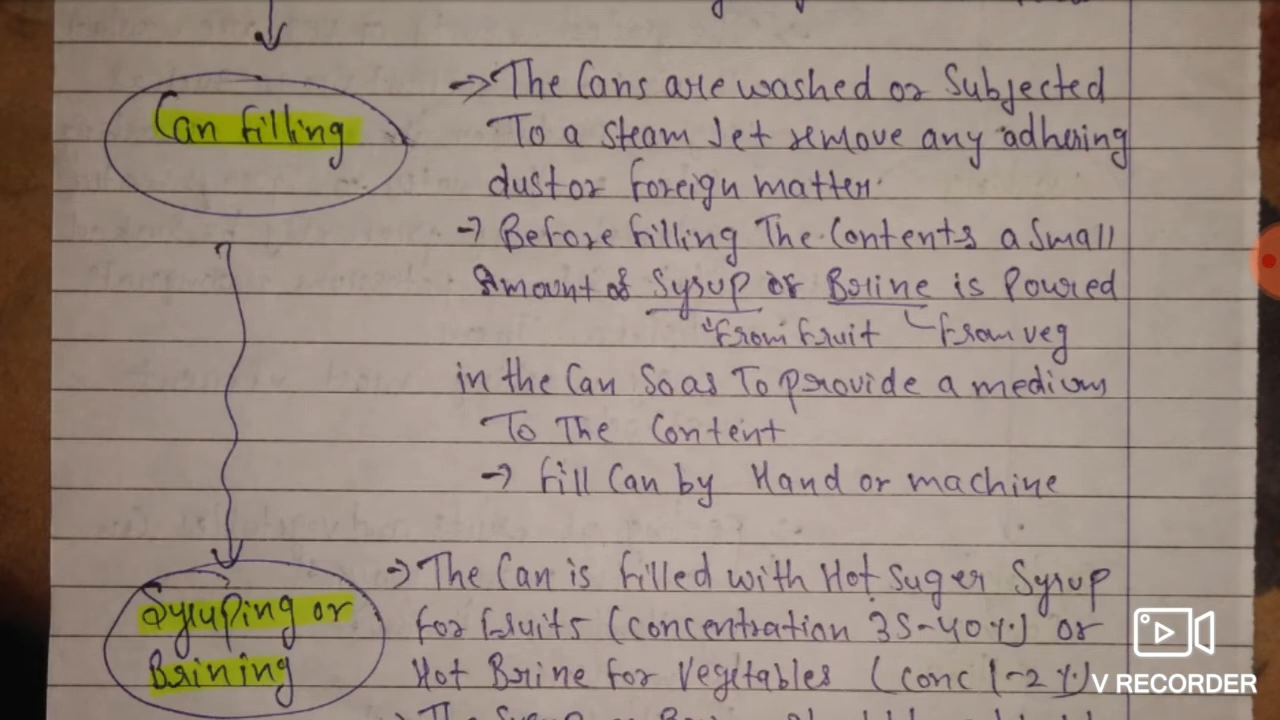 Can filling
→ The Cans are washed or Subjected
To a steam Jet remove any adhering
dust or foreign matter.
→ Before filling The Contents a Small
Amount of Syrup or Brine is Poured
from fruit from veg
in the Can So as To provide a medium
To The Content
→ fill Can by Hand or machine
Syruping or
Brining
→ The Can is filled with Hot Suger Syrup
for fruits (concentration 35-40%) or
Hot Brine for Vegetables (conc 1-2%)
V RECORDER